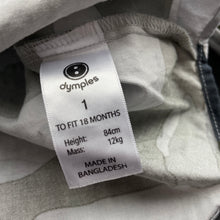 dymples
1
TO FIT 18 MONTHS
Height: 84cm
Mass: 12kg
MADE IN
BANGLADESH